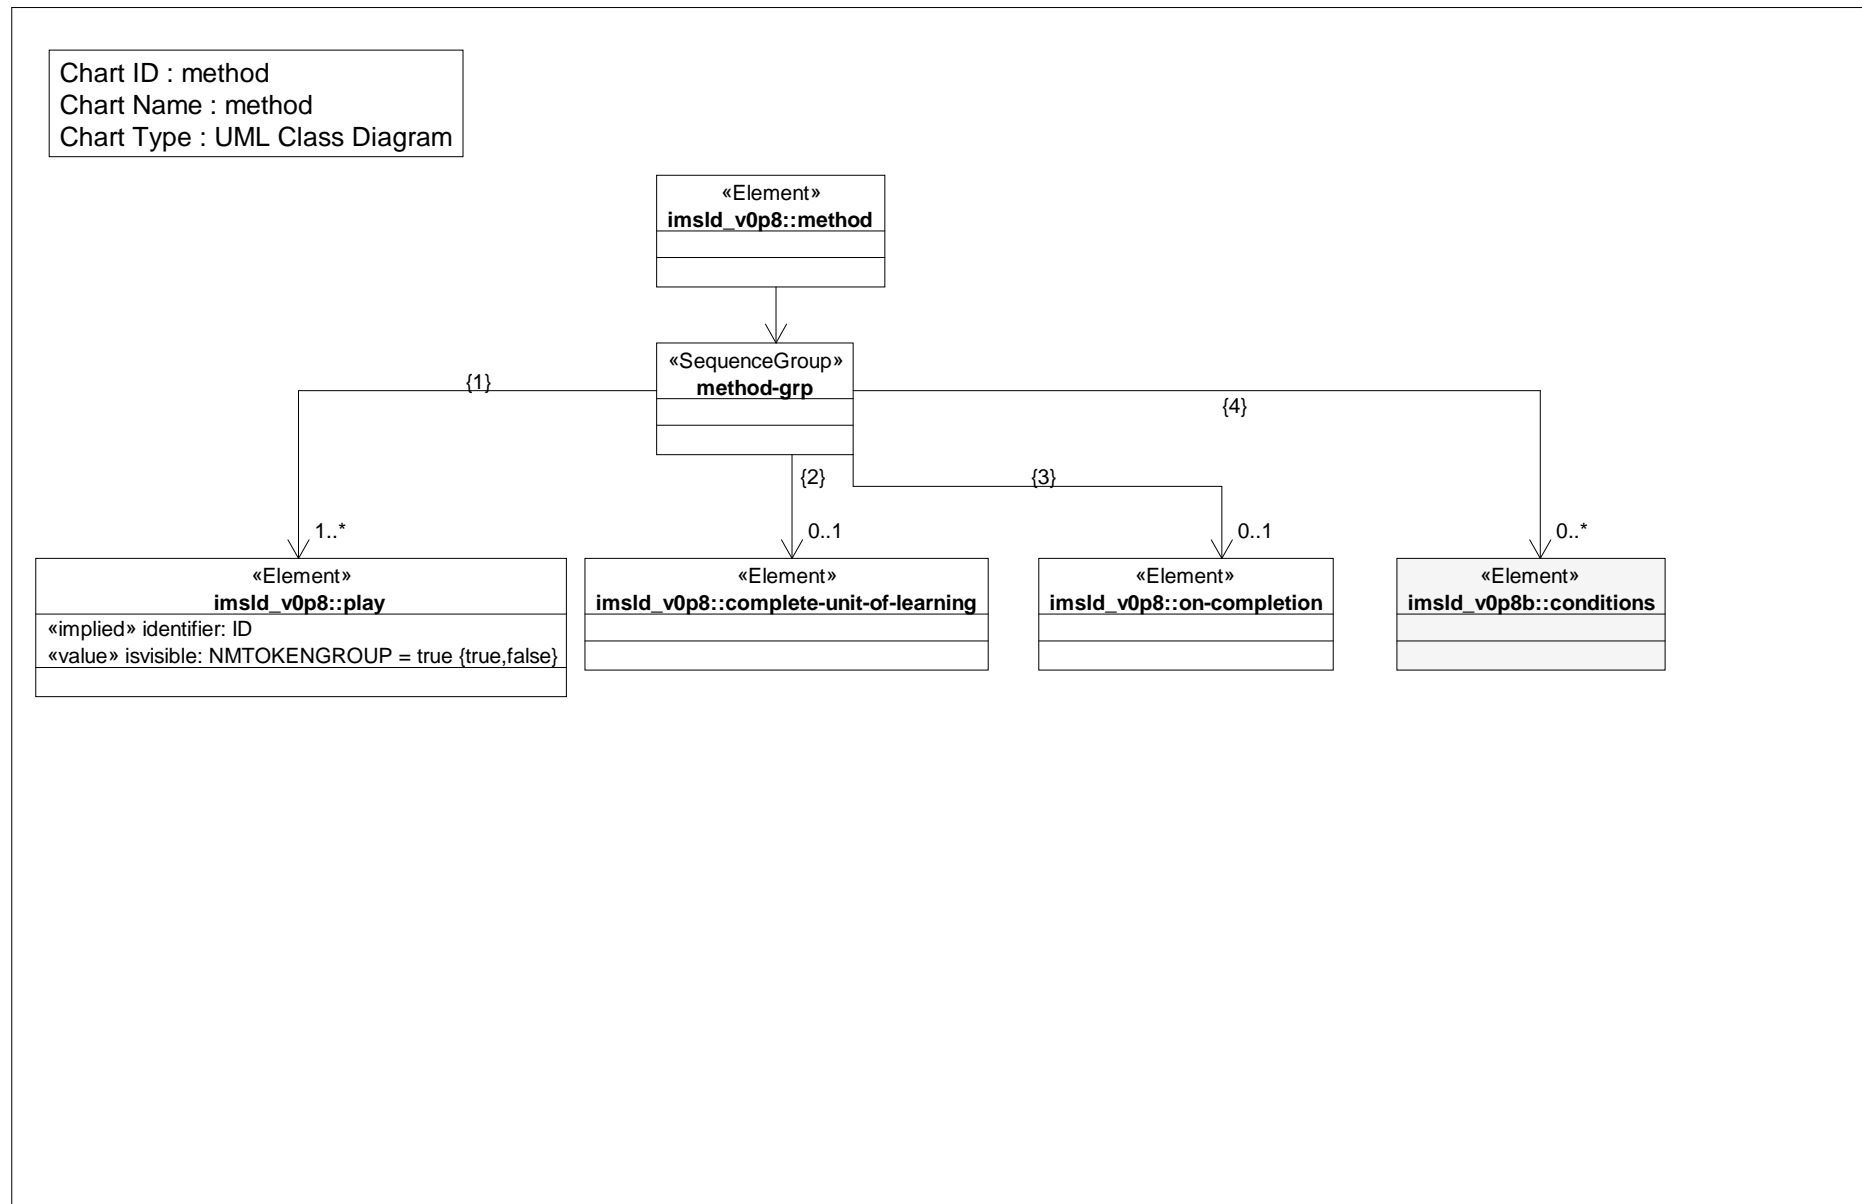 Chart ID : method
Chart Name : method
Chart Type : UML Class Diagram
«Element»
imsld_v0p8::method
«SequenceGroup»
method-grp
{1}
{4}
{2}
{3}
1..*
0..1
0..1
0..*
«Element»
imsld_v0p8::play
«implied» identifier: ID
«value» isvisible: NMTOKENGROUP = true {true,false}
«Element»
imsld_v0p8::complete-unit-of-learning
«Element»
imsld_v0p8::on-completion
«Element»
imsld_v0p8b::conditions